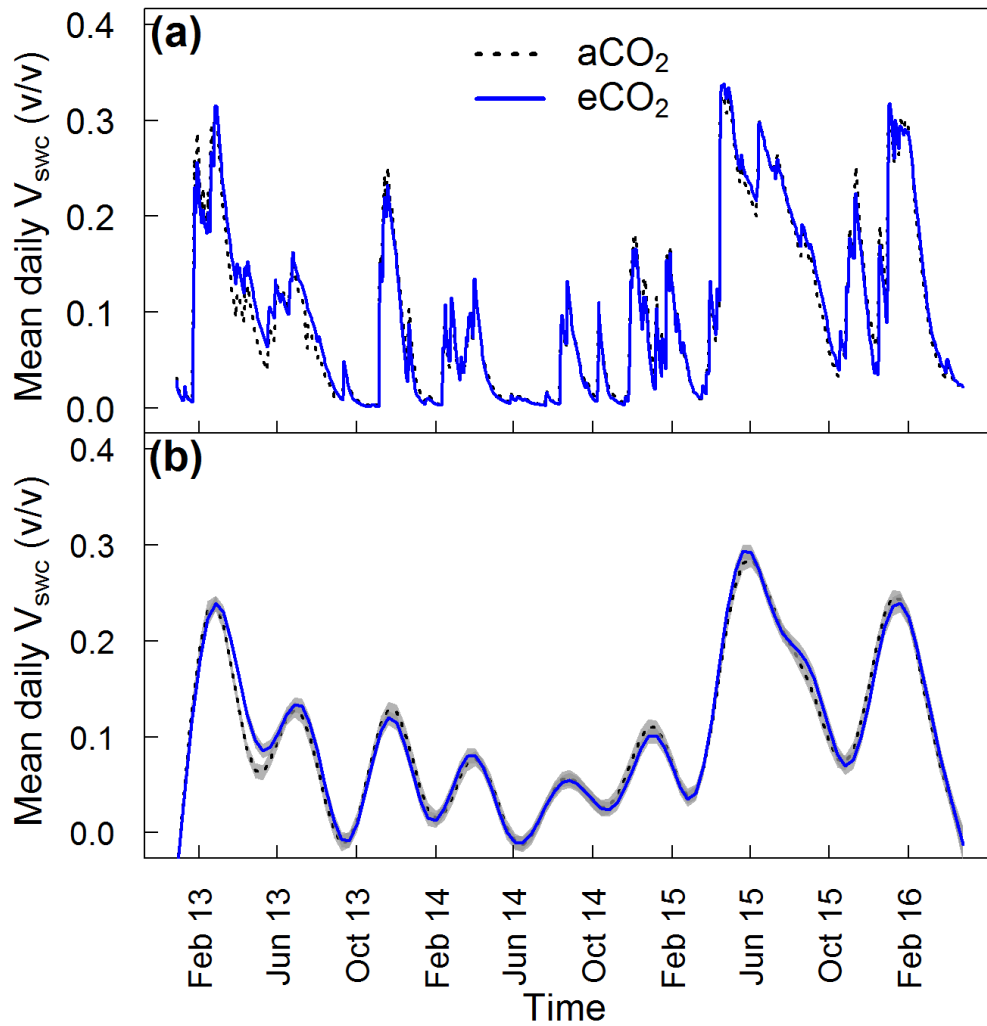 (a)
aCO₂
eCO₂
Mean daily Vswc (v/v)
0.4
0.3
0.2
0.1
0.0
(b)
Mean daily Vswc (v/v)
0.4
0.3
0.2
0.1
0.0
Feb 13
Jun 13
Oct 13
Feb 14
Jun 14
Oct 14
Feb 15
Jun 15
Oct 15
Feb 16
Time